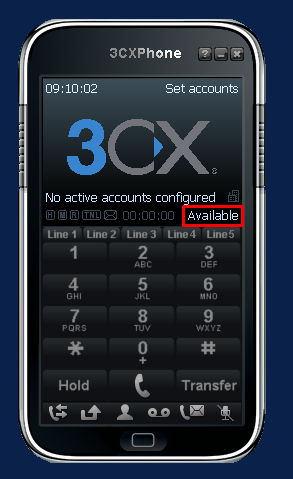 3CXPhone
09:10:02 Set accounts
3CX
No active accounts configured
H M R TNL 00:00:00 Available
Line 1 Line 2 Line 3 Line 4 Line 5
1 2 3
ABC DEF
4 5 6
GHI JKL MNO
7 8 9
PQRS TUV WXYZ
* 0 #
+
Hold Transfer